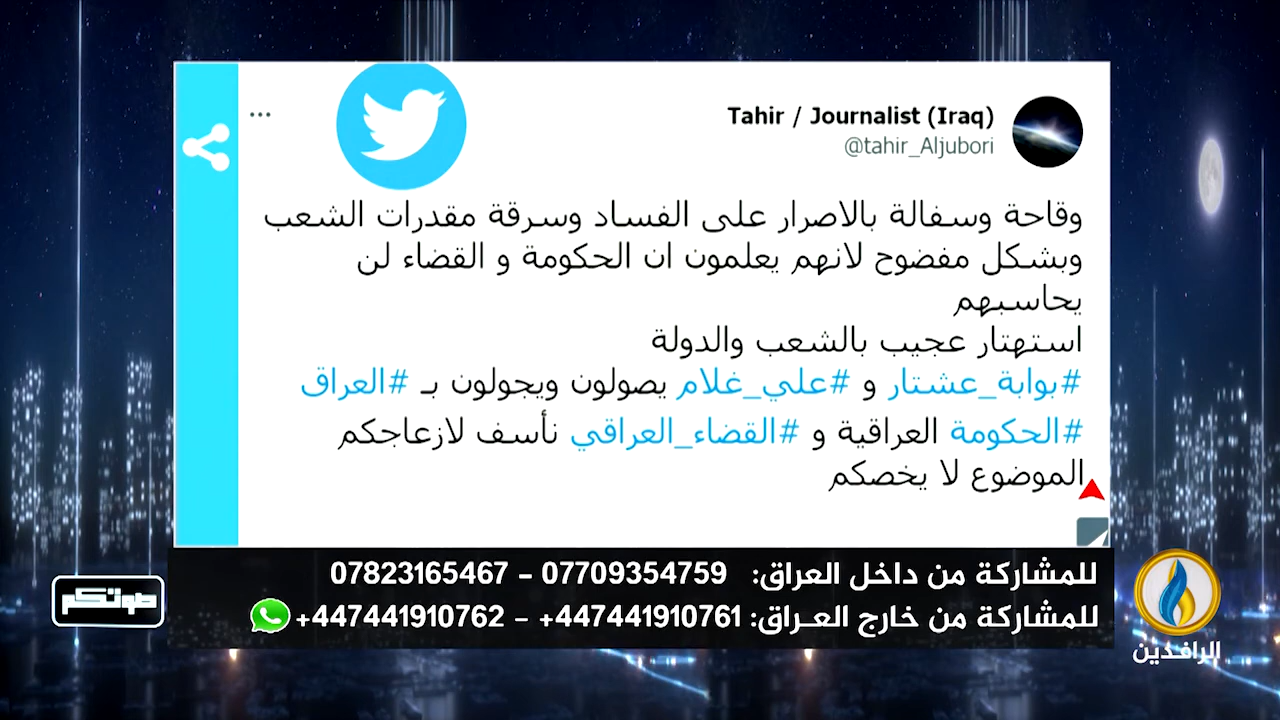 Tahir / Journalist (Iraq)
@tahir_Aljubori
وقاحة وسفالة بالاصرار على الفساد وسرقة مقدرات الشعب
وبشكل مفضوح لانهم يعلمون ان الحكومة و القضاء لن
يحاسبهم
استهتار عجيب بالشعب والدولة
#بوابة_عشتار و #علي_غلام يصولون ويجولون بـ #العراق
#الحكومة العراقية و #القضاء_العراقي نأسف لازعاجكم
الموضوع لا يخصكم
للمشاركة من داخل العراق: 07709354759 - 07823165467
للمشاركة من خارج العـراق: 447441910761+ - 447441910762+
صوتكم
الرافدين